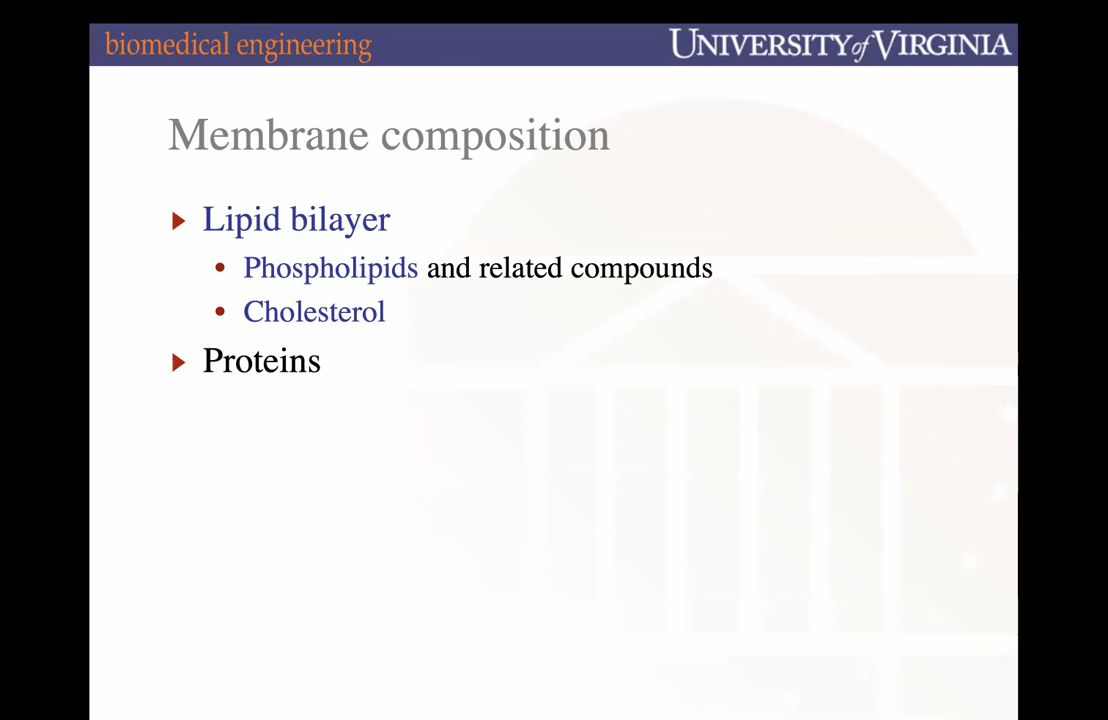 biomedical engineering
UNIVERSITY of VIRGINIA
Membrane composition
Lipid bilayer
Phospholipids and related compounds
Cholesterol
Proteins